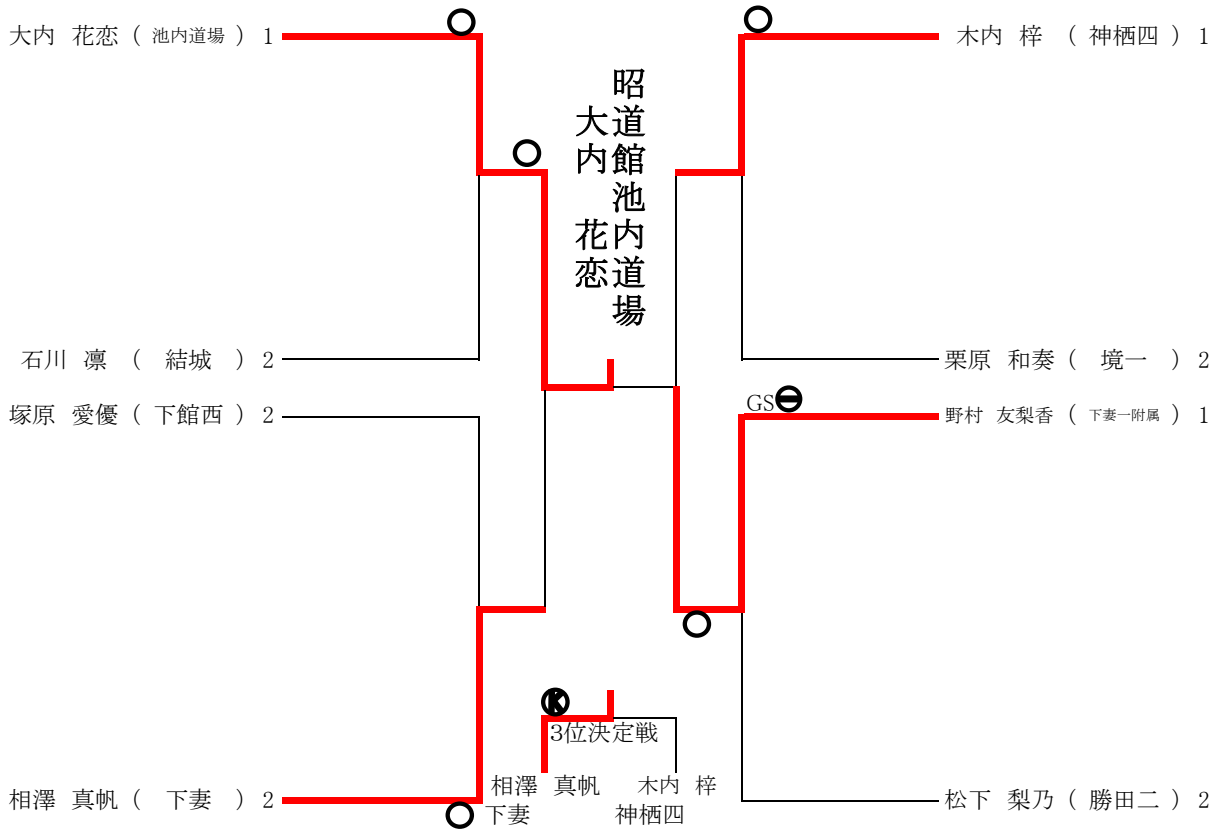 大内 花恋 ( 池内道場 ) 1
石川 凛 ( 結城 ) 2
塚原 愛優 ( 下館西 ) 2
相澤 真帆 ( 下妻 ) 2
昭道館池内道場
大内 花恋
木内 梓 ( 神栖四 ) 1
栗原 和奏 ( 境一 ) 2
GS
野村 友梨香 ( 下妻一附属 ) 1
松下 梨乃 ( 勝田二 ) 2
K
3位決定戦
相澤 真帆
下妻
木内 梓
神栖四